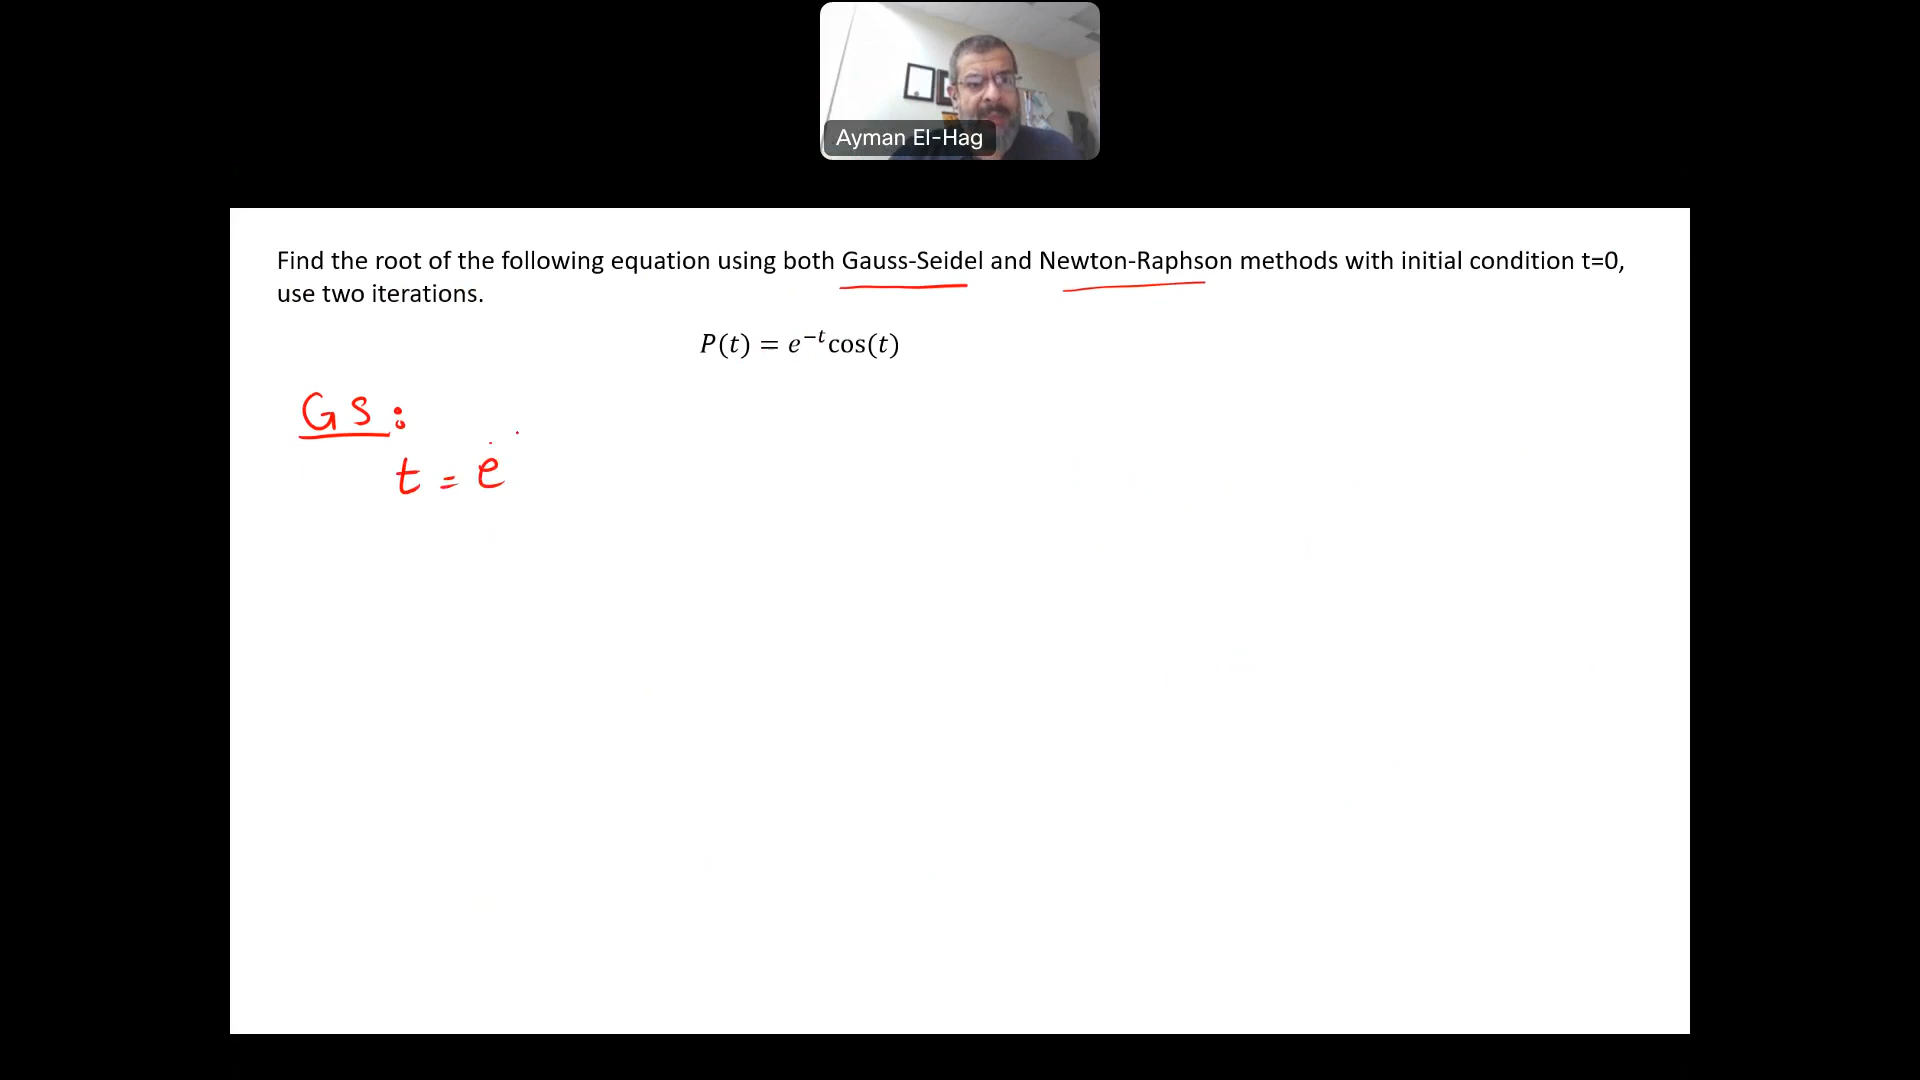 Ayman El-Hag
Find the root of the following equation using both Gauss-Seidel and Newton-Raphson methods with initial condition t=0,
use two iterations.
P(t) = e^{-t}cos(t)
GS:
t = e